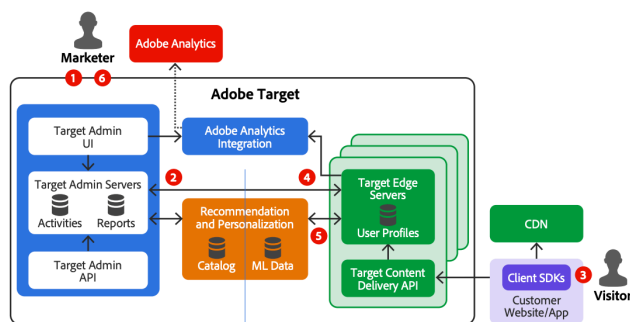 Marketer
1
6
Adobe Analytics
Adobe Target
Target Admin
UI
Adobe Analytics
Integration
Target Admin Servers
Activities
Reports
2
4
Target Edge
Servers
User Profiles
Recommendation
and Personalization
Catalog
ML Data
5
Target Admin
API
Target Content
Delivery API
CDN
Client SDKs
3
Customer
Website/App
Visitor